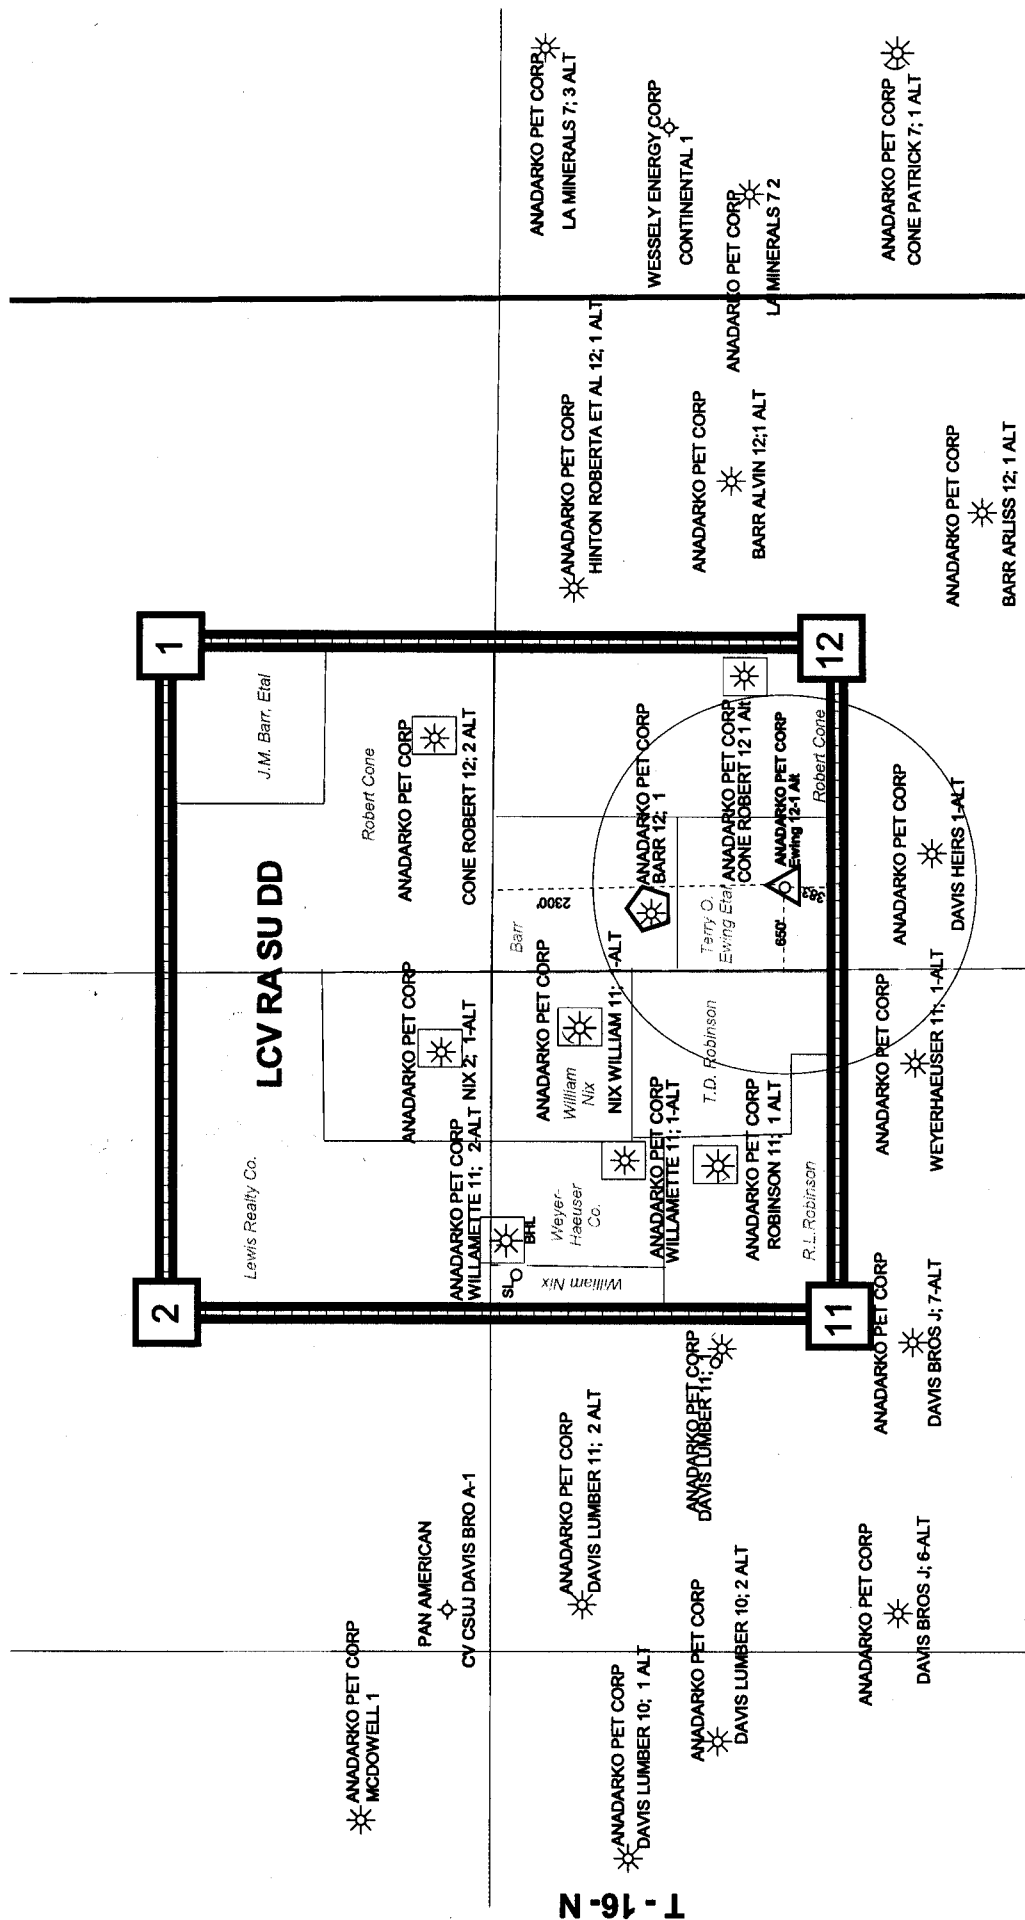 T - 16- N
LCV RA SU DD
2
1
11
12
Lewis Realty Co.
J.M. Barr, Etal
Robert Cone
ANADARKO PET CORP
MCDOWELL 1
PAN AMERICAN
CV CSUJ DAVIS BRO A-1
ANADARKO PET CORP
WILLAMETTE 11; 2-ALT
ANADARKO PET CORP
NIX 2; 1-ALT
ANADARKO PET CORP
CONE ROBERT 12; 2 ALT
SL
BHL
William Nix
Weyer-
Haeuser
Co.
ANADARKO PET CORP
William
Nix
NIX WILLIAM 11; 1-ALT
Barr
2300'
ANADARKO PET CORP
BARR 12; 1
ANADARKO PET CORP
HINTON ROBERTA ET AL 12; 1 ALT
ANADARKO PET CORP
LA MINERALS 7; 3 ALT
WESSELY ENERGY CORP
CONTINENTAL 1
ANADARKO PET CORP
LA MINERALS 7 2
ANADARKO PET CORP
DAVIS LUMBER 10; 1 ALT
ANADARKO PET CORP
DAVIS LUMBER 11; 2 ALT
ANADARKO PET CORP
DAVIS LUMBER 10; 2 ALT
ANADARKO PET CORP
DAVIS LUMBER 11; 1
ANADARKO PET CORP
WILLAMETTE 11; 1-ALT
T.D. Robinson
ANADARKO PET CORP
ROBINSON 11; 1 ALT
R.L. Robinson
Terry O.
Ewing Etal
ANADARKO PET CORP
CONE ROBERT 12 1 Alt
ANADARKO PET CORP
Ewing 12-1 Alt
650'
383'
Robert Cone
ANADARKO PET CORP
BARR ALVIN 12;1 ALT
ANADARKO PET CORP
BARR ARLISS 12; 1 ALT
ANADARKO PET CORP
CONE PATRICK 7; 1 ALT
ANADARKO PET CORP
DAVIS BROS J; 6-ALT
ANADARKO PET CORP
DAVIS BROS J; 7-ALT
ANADARKO PET CORP
WEYERHAEUSER 11; 1-ALT
ANADARKO PET CORP
DAVIS HEIRS 1-ALT